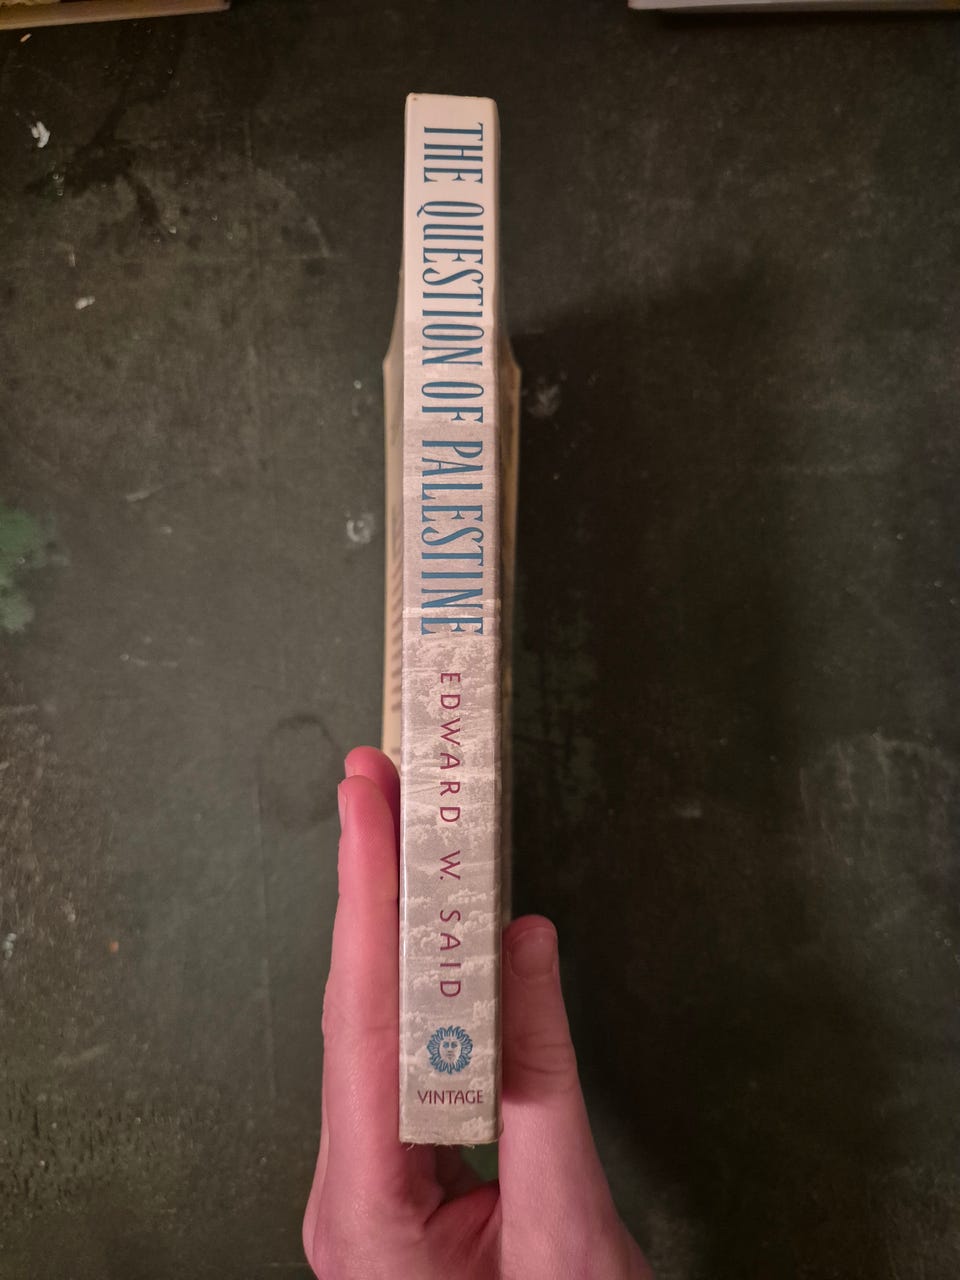 THE QUESTION OF PALESTINE
EDWARD W. SAID
VINTAGE